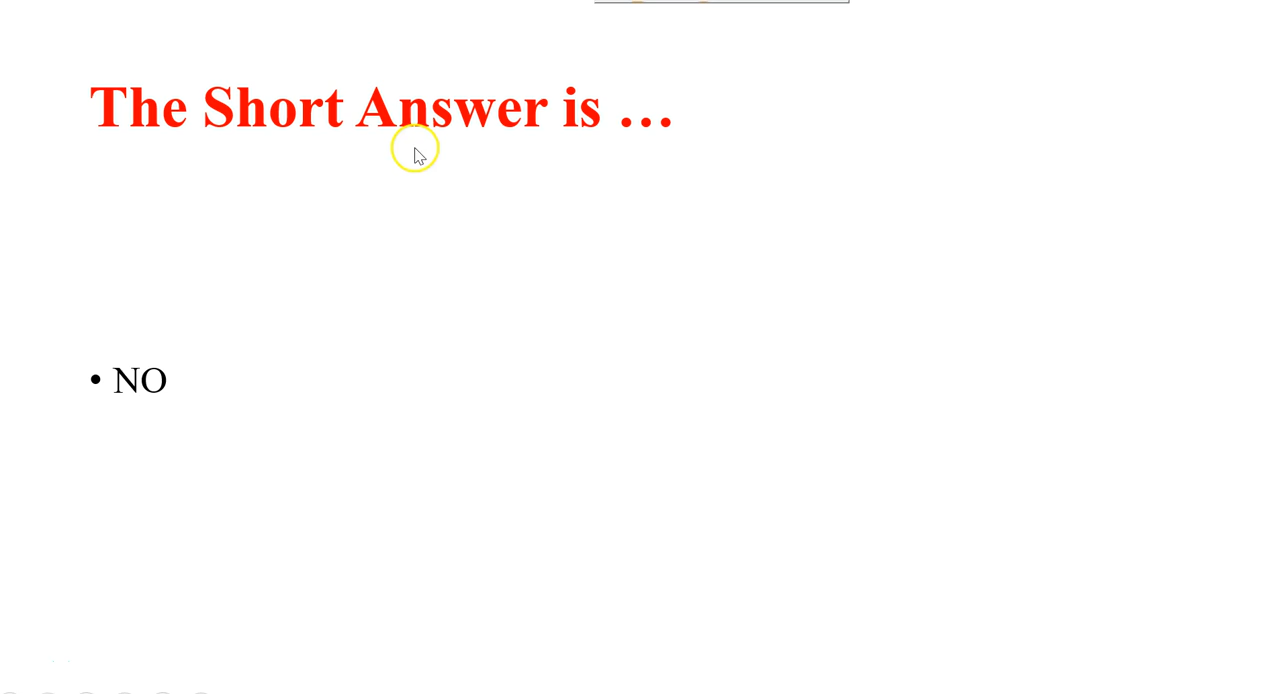 The Short Answer is …
• NO